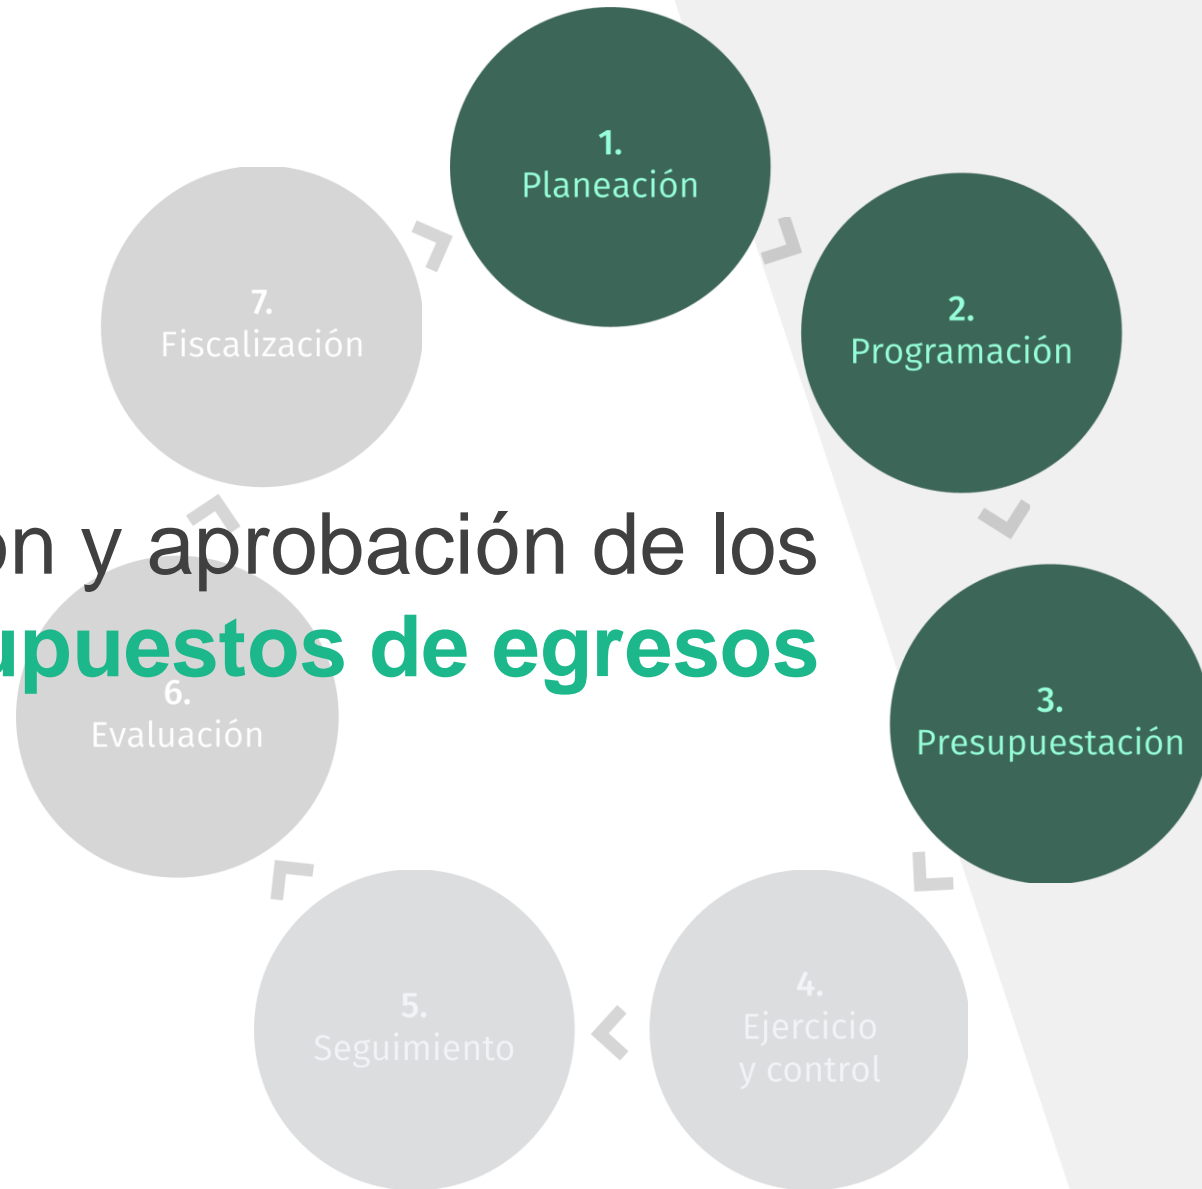 1.
Planeación
2.
Programación
7.
Fiscalización
ón y aprobación de los
upuestos de egresos
6.
Evaluación
3.
Presupuestación
4.
Ejercicio
y control
5.
Seguimiento